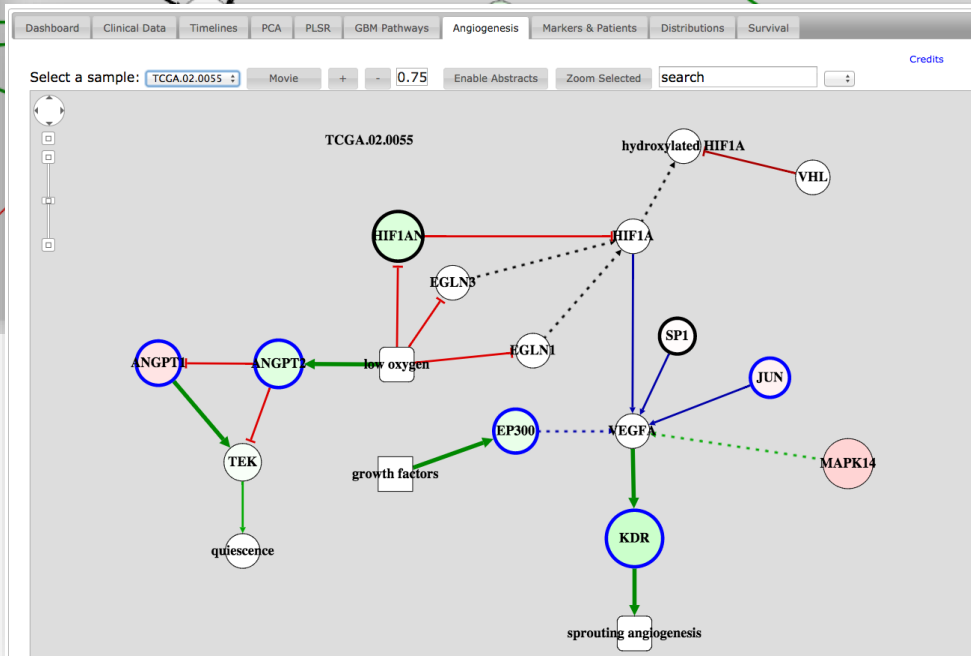 Dashboard Clinical Data Timelines PCA PLSR GBM Pathways Angiogenesis Markers & Patients Distributions Survival
Credits
Select a sample: TCGA.02.0055 Movie + - 0.75 Enable Abstracts Zoom Selected search
TCGA.02.0055
hydroxylated HIF1A
VHL
HIF1AN
HIF1A
EGLN3
SP1
EGLN1
ANGPT1
ANGPT2
low oxygen
JUN
EP300
VEGFA
TEK
growth factors
MAPK14
KDR
quiescence
sprouting angiogenesis